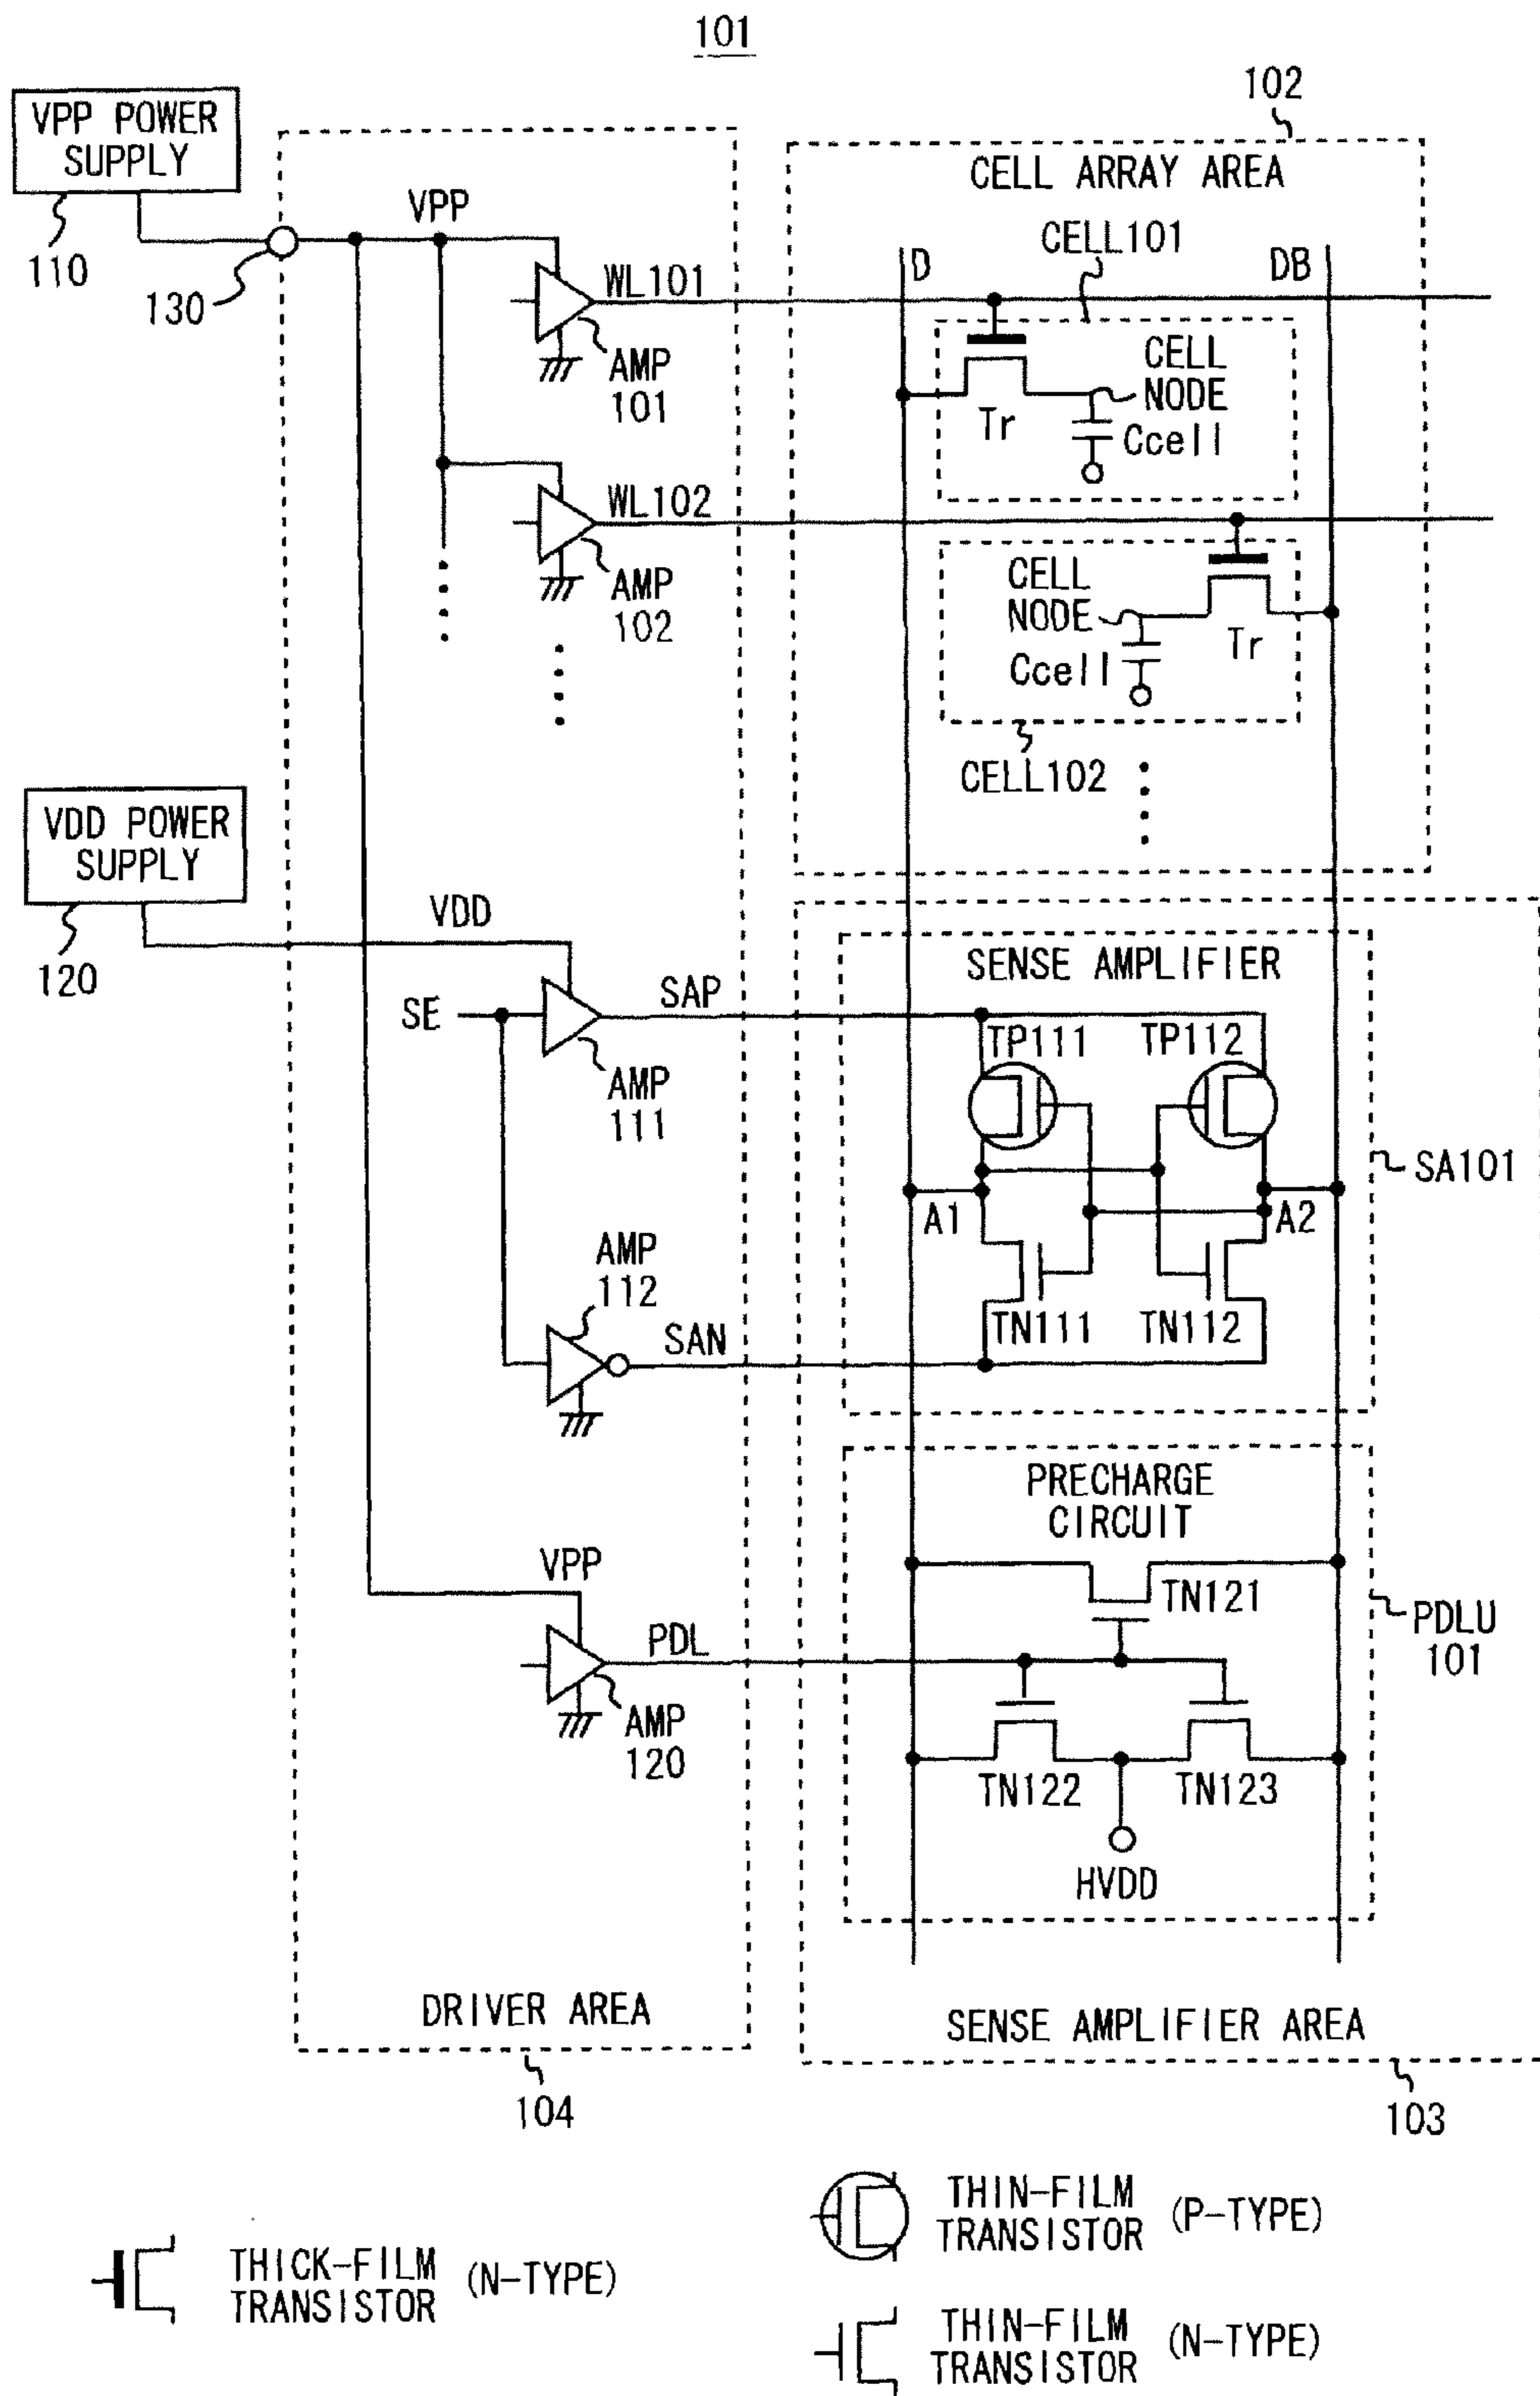 101
VPP POWER
SUPPLY
110
130
VPP
102
CELL ARRAY AREA
CELL101
D
DB
WL101
AMP
101
CELL
NODE
Tr
Ccell
WL102
AMP
102
CELL
NODE
Ccell
Tr
CELL102
VDD POWER
SUPPLY
120
VDD
SE
SAP
AMP
111
SENSE AMPLIFIER
TP111
TP112
SA101
A1
A2
AMP
112
SAN
TN111
TN112
PRECHARGE
CIRCUIT
VPP
PDL
AMP
120
TN121
PDLU
101
TN122
TN123
HVDD
DRIVER AREA
104
SENSE AMPLIFIER AREA
103
THICK-FILM
TRANSISTOR (N-TYPE)
THIN-FILM
TRANSISTOR (P-TYPE)
THIN-FILM
TRANSISTOR (N-TYPE)